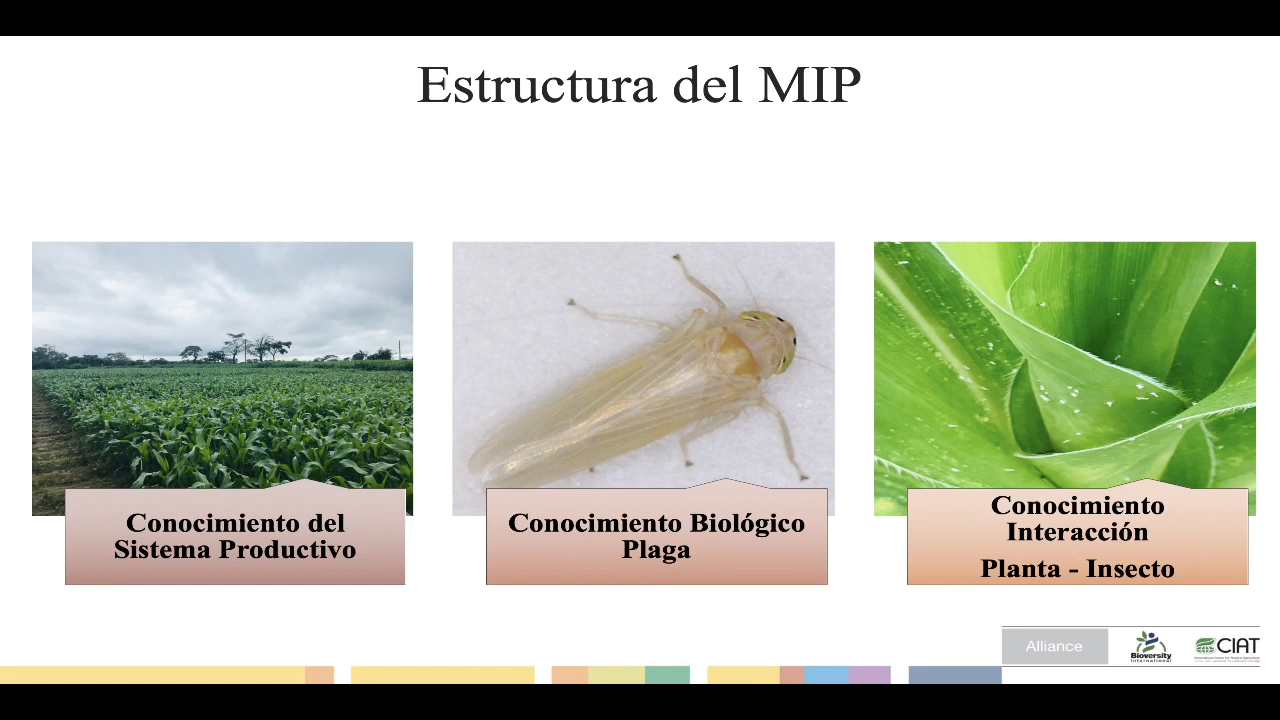 Estructura del MIP
Conocimiento del
Sistema Productivo
Conocimiento Biológico
Plaga
Conocimiento
Interacción
Planta - Insecto
Alliance
Bioversity
International
CIAT